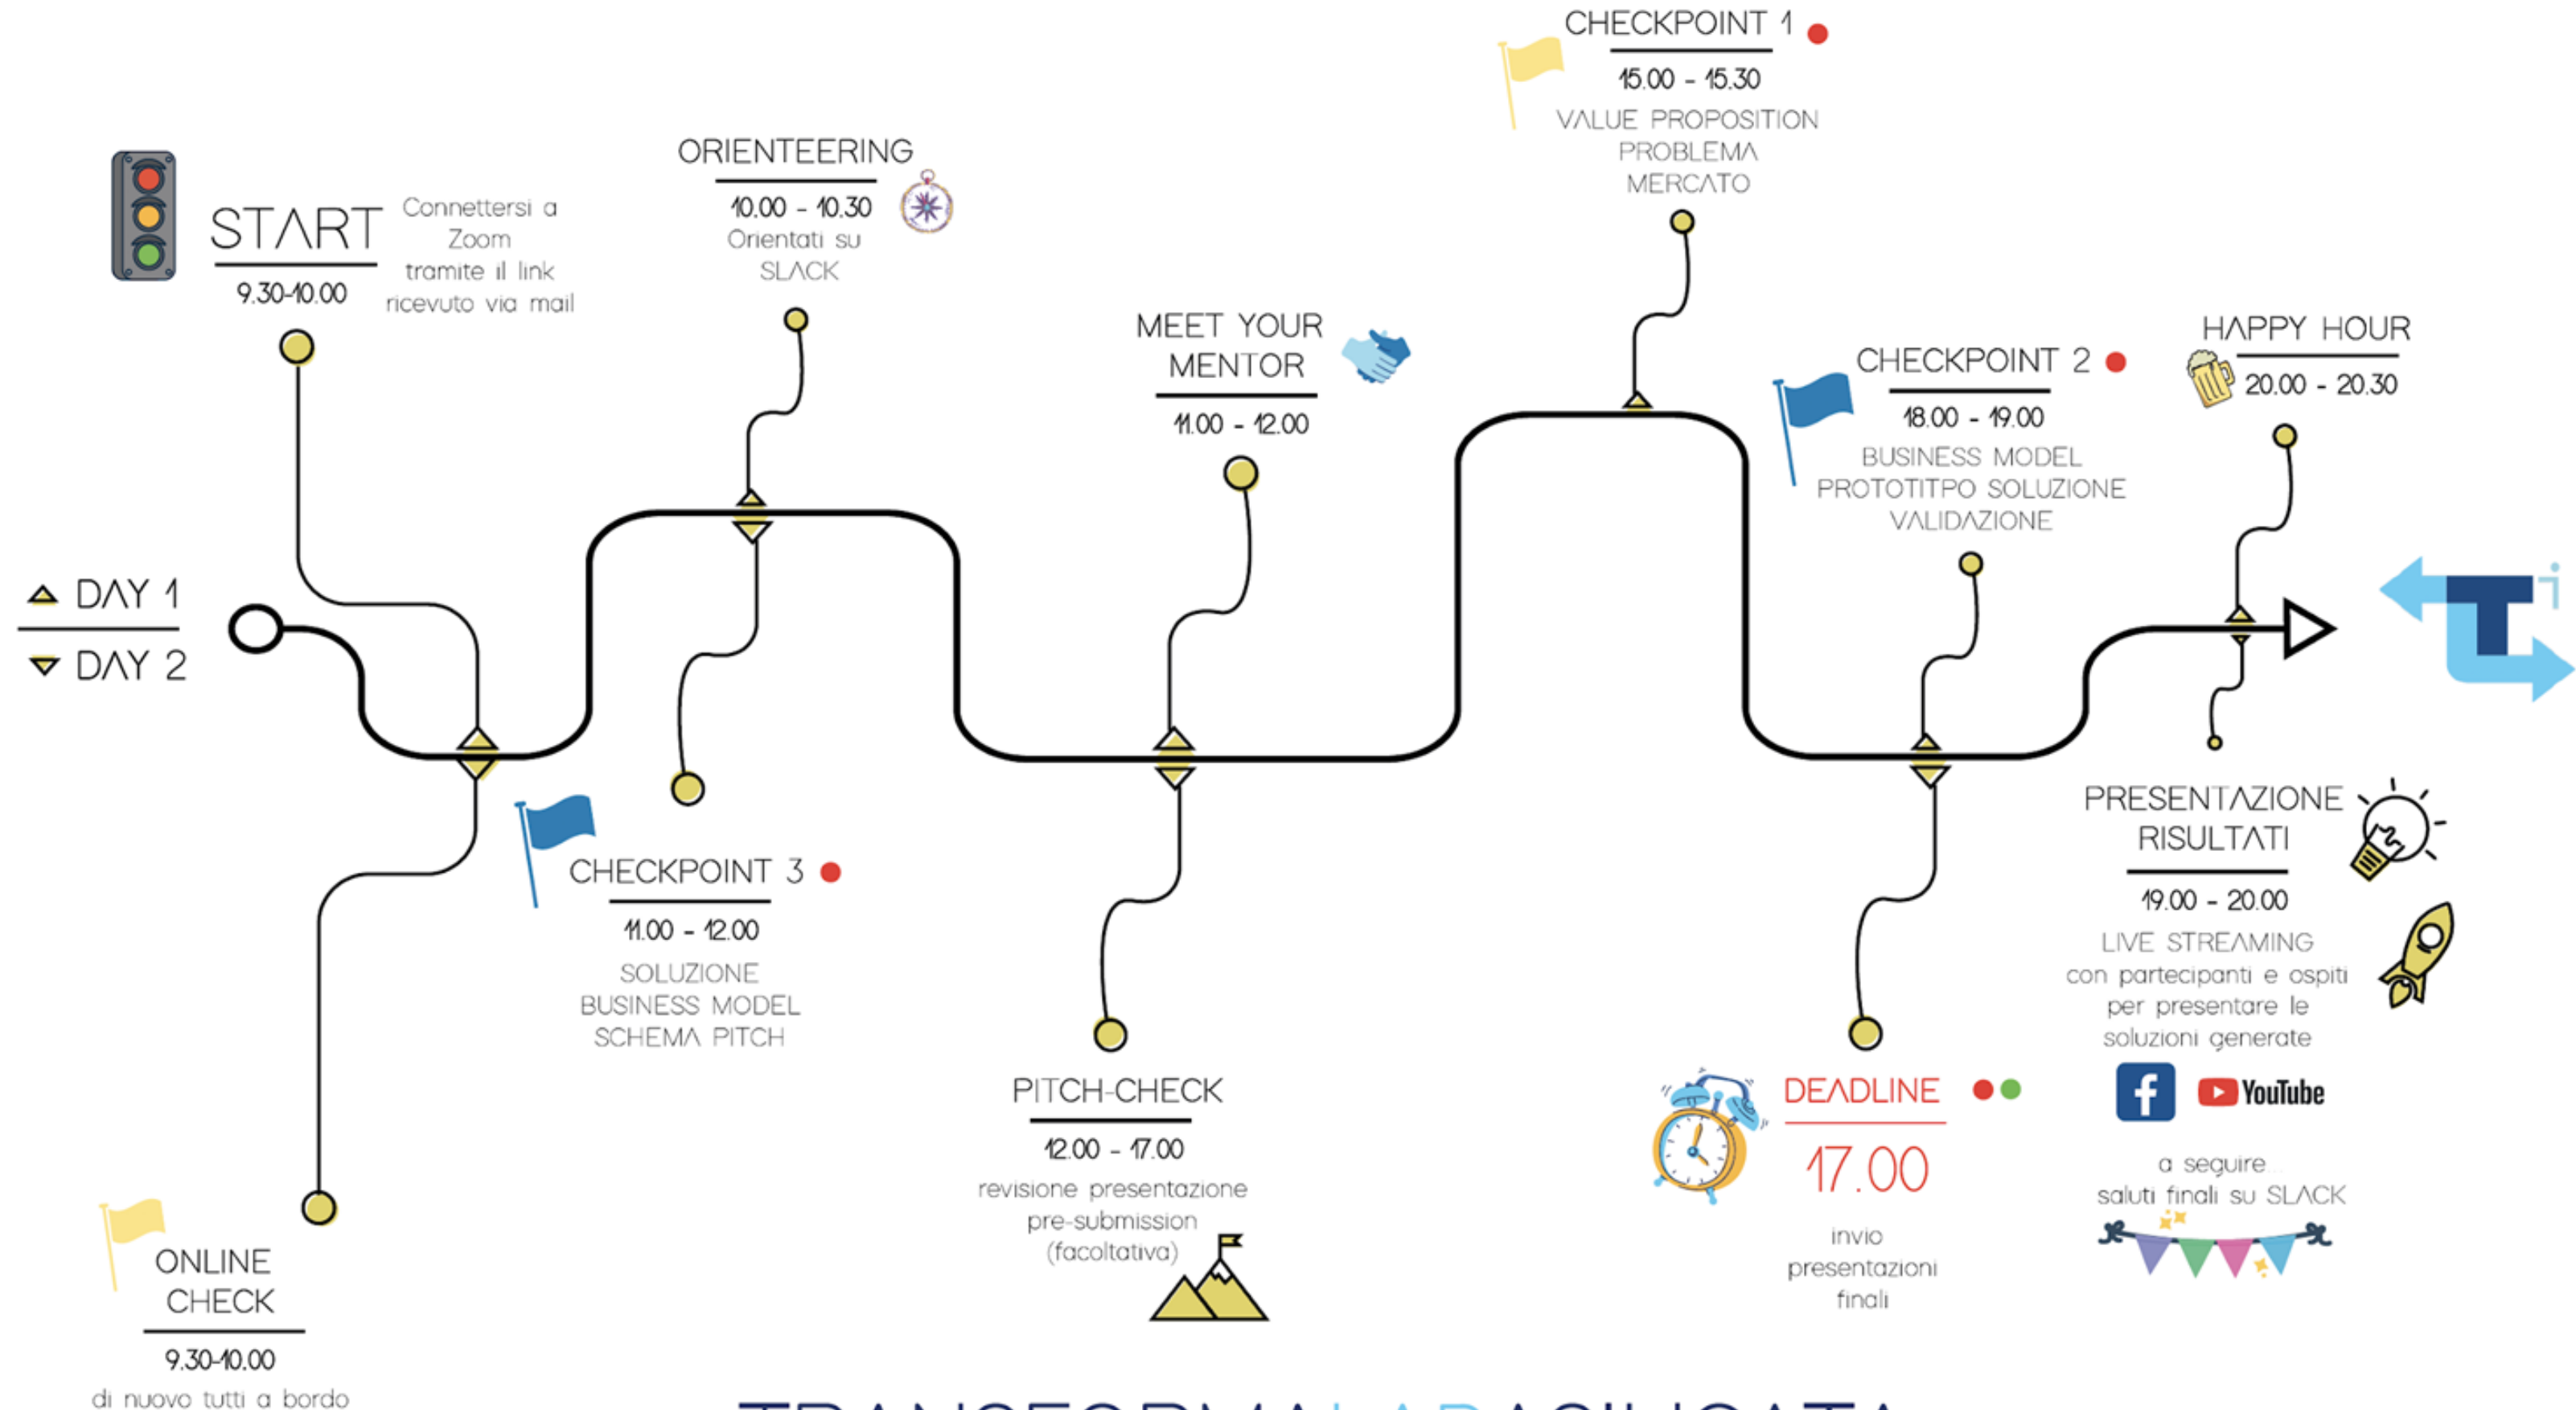 CHECKPOINT 1
15.00 - 15.30
VALUE PROPOSITION
PROBLEMA
MERCATO
ORIENTEERING
10.00 - 10.30
Orientati su
SLACK
START
9.30-10.00
Connettersi a
Zoom
tramite il link
ricevuto via mail
MEET YOUR
MENTOR
11.00 - 12.00
CHECKPOINT 2
18.00 - 19.00
BUSINESS MODEL
PROTOTITPO SOLUZIONE
VALIDAZIONE
HAPPY HOUR
20.00 - 20.30
DAY 1
DAY 2
Ti
CHECKPOINT 3
11.00 - 12.00
SOLUZIONE
BUSINESS MODEL
SCHEMA PITCH
PRESENTAZIONE
RISULTATI
19.00 - 20.00
LIVE STREAMING
con partecipanti e ospiti
per presentare le
soluzioni generate
f
YouTube
a seguire...
saluti finali su SLACK
PITCH-CHECK
12.00 - 17.00
revisione presentazione
pre-submission
(facoltativa)
DEADLINE
17.00
invio
presentazioni
finali
ONLINE
CHECK
9.30-10.00
di nuovo tutti a bordo